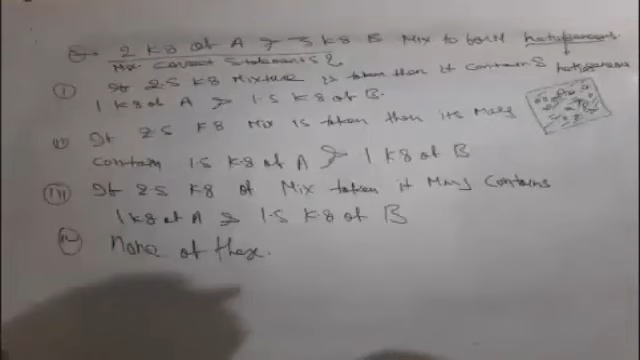 Q- 2 Kg of A & 3 Kg B Mix to form heterogeneous
Mix Correct Statements?
(i) If 2.5 Kg Mixture is taken then it contains heterogeneous
1 Kg of A & 1.5 Kg of B.
(ii) If 2.5 Kg Mix is taken then its May
contain 1.5 Kg of A & 1 Kg of B
(iii) If 2.5 Kg of Mix taken it May Contains
1 Kg of A & 1.5 Kg of B
(iv) None of these.